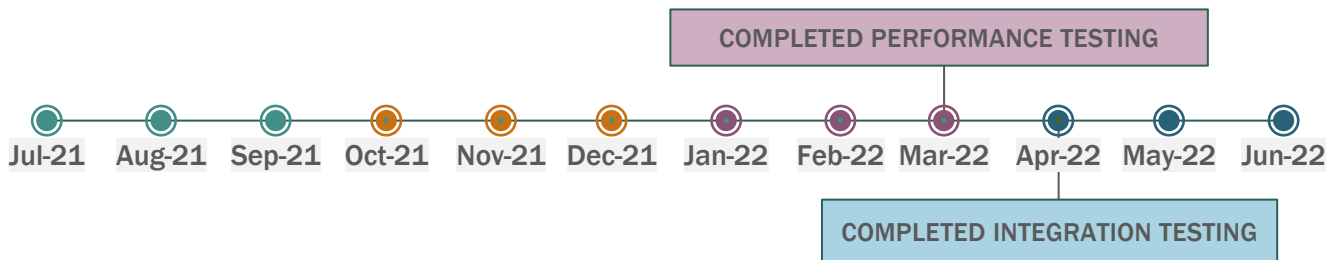 COMPLETED PERFORMANCE TESTING
Jul-21 Aug-21 Sep-21 Oct-21 Nov-21 Dec-21 Jan-22 Feb-22 Mar-22 Apr-22 May-22 Jun-22
COMPLETED INTEGRATION TESTING